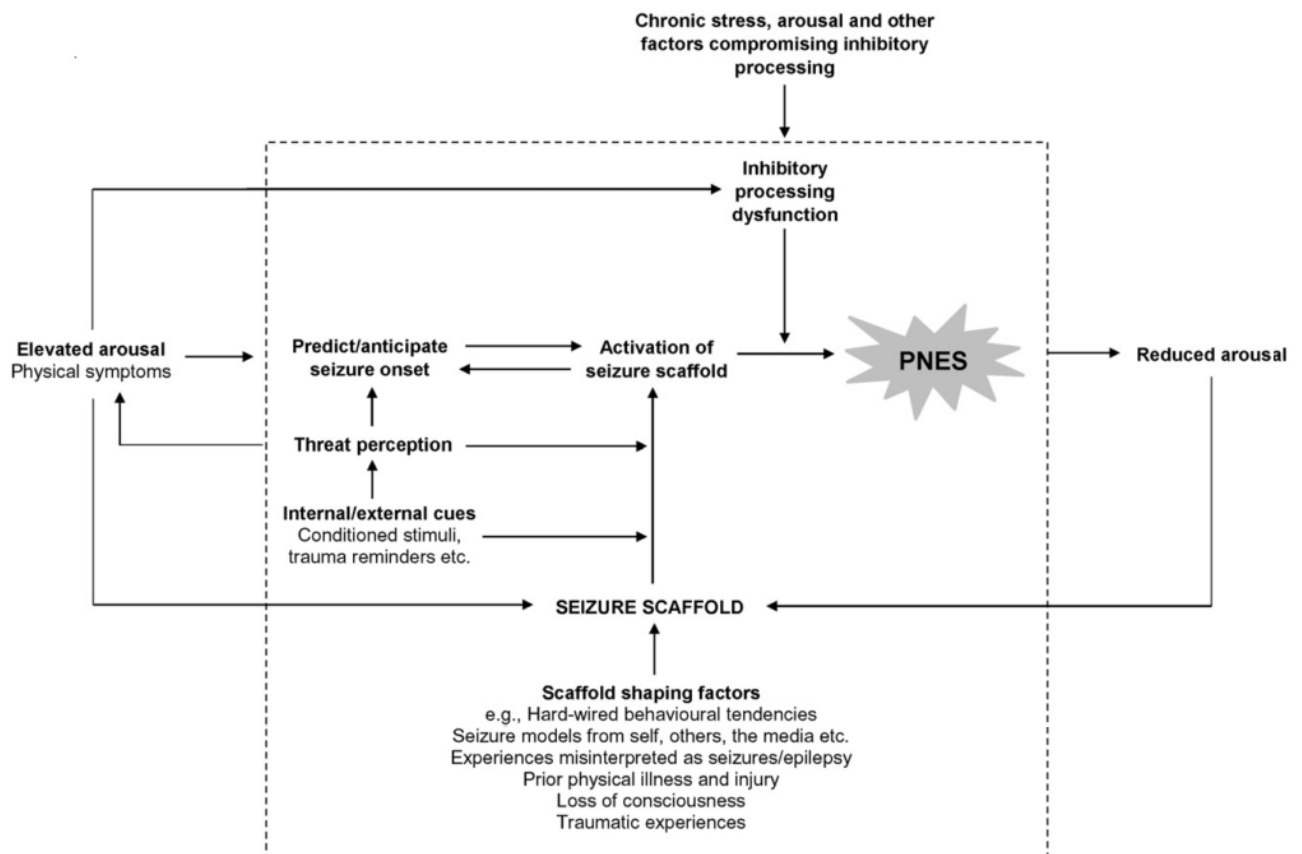 Chronic stress, arousal and other
factors compromising inhibitory
processing
Inhibitory
processing
dysfunction
Elevated arousal
Physical symptoms
Predict/anticipate
seizure onset
Activation of
seizure scaffold
PNES
Reduced arousal
Threat perception
Internal/external cues
Conditioned stimuli,
trauma reminders etc.
SEIZURE SCAFFOLD
Scaffold shaping factors
e.g., Hard-wired behavioural tendencies
Seizure models from self, others, the media etc.
Experiences misinterpreted as seizures/epilepsy
Prior physical illness and injury
Loss of consciousness
Traumatic experiences